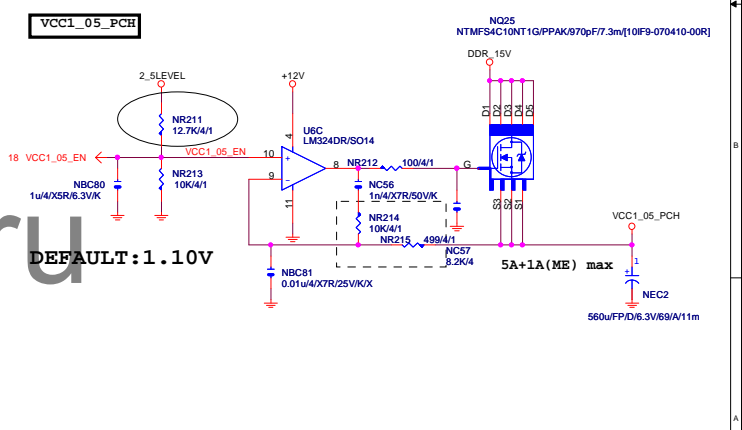 VCC1_05_PCH
NQ25
NTMFS4C10NT1G/PPAK/970pF/7.3m/[10IF9-070410-00R]
DDR_15V
2_5LEVEL
+12V
D1
D2
D3
D4
D5
NR211
12.7K/4/1
U6C
LM324DR/SO14
4
18 VCC1_05_EN
VCC1_05_EN
10
+
9
-
8
11
NR212
100/4/1
G
NBC80
1u/4/X5R/6.3V/K
NR213
10K/4/1
NC56
1n/4/X7R/50V/K
S3
S2
S1
NR214
10K/4/1
NR215
499/4/1
NC57
8.2K/4
VCC1_05_PCH
ru
DEFAULT:1.10V
NBC81
0.01u/4/X7R/25V/K/X
5A+1A(ME) max
1
+
NEC2
560u/FP/D/6.3V/69/A/11m
B
A